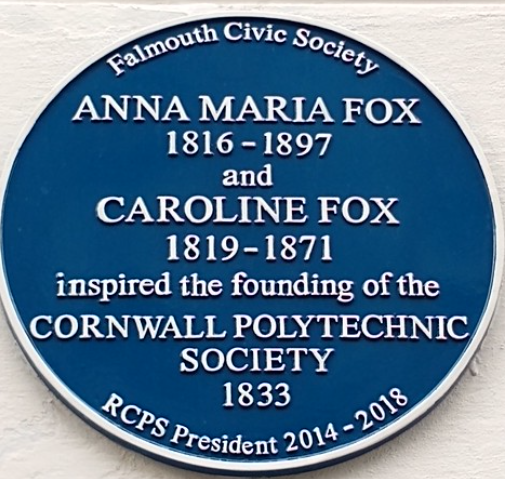 Falmouth Civic Society
ANNA MARIA FOX
1816-1897
and
CAROLINE FOX
1819-1871
inspired the founding of the
CORNWALL POLYTECHNIC
SOCIETY
1833
RCPS President 2014-2018